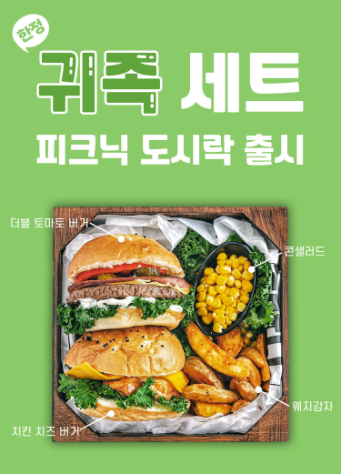 한정
귀족 세트
피크닉 도시락 출시
더블 토마토 버거
콘샐러드
웨지감자
치킨 치즈 버거